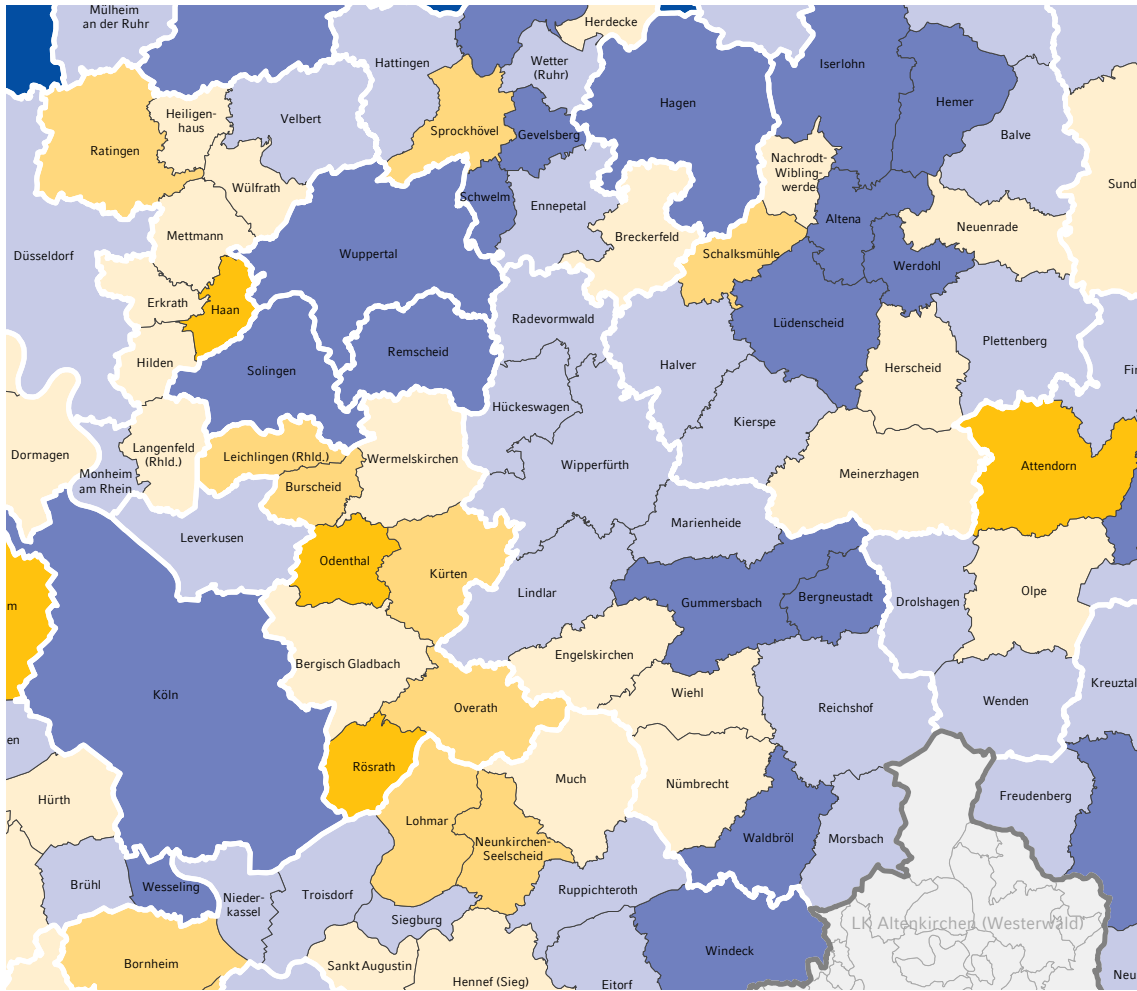 Mülheim
an der Ruhr
Herdecke
Hattingen
Wetter
(Ruhr)
Iserlohn
Hagen
Hemer
Heiligen-
haus
Velbert
Sprockhövel
Gevelsberg
Balve
Ratingen
Nachrodt-
Wibling-
werde
Wülfrath
Schwelm
Ennepetal
Altena
Sund
Mettmann
Breckerfeld
Neuenrade
Düsseldorf
Wuppertal
Schalksmühle
Werdohl
Erkrath
Haan
Radevormwald
Lüdenscheid
Plettenberg
Hilden
Solingen
Remscheid
Halver
Herscheid
Fin
Hückeswagen
Kierspe
Dormagen
Langenfeld
(Rhld.)
Leichlingen (Rhld.)
Wermelskirchen
Wipperfürth
Meinerzhagen
Attendorn
Monheim
am Rhein
Burscheid
Marienheide
Leverkusen
Odenthal
Kürten
Lindlar
Gummersbach
Bergneustadt
Drolshagen
Olpe
m
Bergisch Gladbach
Engelskirchen
Köln
Wiehl
Overath
Reichshof
Wenden
Kreuztal
en
Rösrath
Much
Nümbrecht
Hürth
Freudenberg
Lohmar
Neunkirchen-
Seelscheid
Waldbröl
Morsbach
Brühl
Wesseling
Nieder-
kassel
Troisdorf
Ruppichteroth
Siegburg
LK Altenkirchen (Westerwald)
Windeck
Bornheim
Sankt Augustin
Hennef (Sieg)
Eitorf
Neu